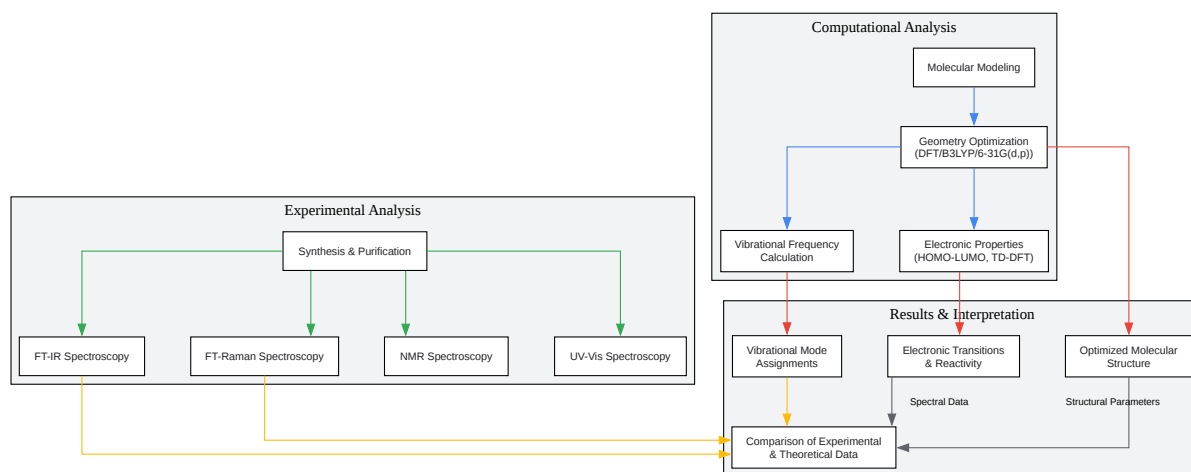 Computational Analysis
Molecular Modeling
Geometry Optimization
(DFT/B3LYP/6-31G(d,p))
Vibrational Frequency
Calculation
Electronic Properties
(HOMO-LUMO, TD-DFT)
Experimental Analysis
Synthesis & Purification
FT-IR Spectroscopy
FT-Raman Spectroscopy
NMR Spectroscopy
UV-Vis Spectroscopy
Results & Interpretation
Vibrational Mode
Assignments
Electronic Transitions
& Reactivity
Optimized Molecular
Structure
Spectral Data
Structural Parameters
Comparison of Experimental
& Theoretical Data